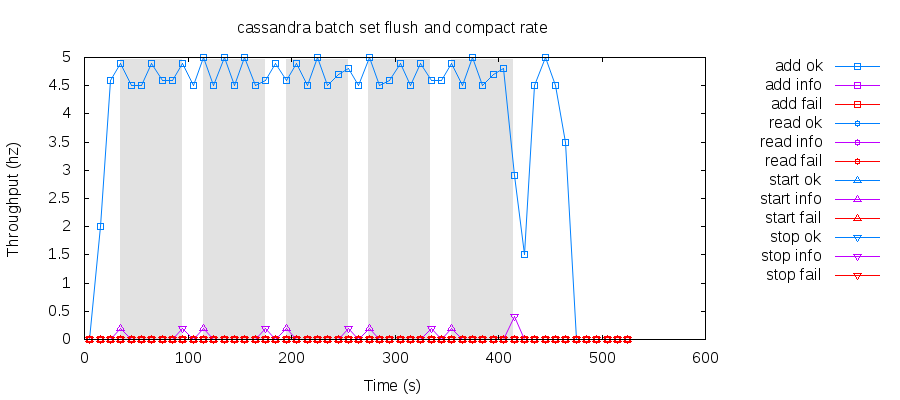 cassandra batch set flush and compact rate
Throughput (hz)
5
4.5
4
3.5
3
2.5
2
1.5
1
0.5
0
0 100 200 300 400 500 600
Time (s)
add ok
add info
add fail
read ok
read info
read fail
start ok
start info
start fail
stop ok
stop info
stop fail